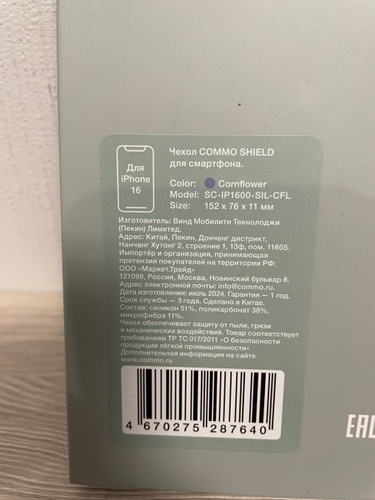 Для
iPhone
16
Чехол COMMO SHIELD
для смартфона.
Color: Cornflower
Model: SC-IP1600-SIL-CFL
Size: 152 x 76 x 11 мм
Изготовитель: Винд Мобилити Текнолоджи
(Пекин) Лимитед.
Адрес: Китай, Пекин, Донченг дистрикт,
Нанчанг Хутонг 2, строение 1, 13ф, пом. 11605.
Импортёр и организация, принимающая
претензии покупателей на территории РФ:
ООО «Маркет.Трейд»
121099, Россия, Москва, Новинский бульвар 8.
Адрес электронной почты: info@commo.ru.
Дата изготовления: июль 2024. Гарантия — 1 год.
Срок службы — 3 года. Сделано в Китае.
Состав: силикон 51%, поликарбонат 38%,
микрофибра 11%.
Чехол обеспечивает защиту от пыли, грязи
и механических воздействий. Товар соответствует
требованиям ТР ТС 017/2011 «О безопасности
продукции лёгкой промышленности»
Дополнительная информация на сайте
www.commo.ru
4 670275 287640
EAC